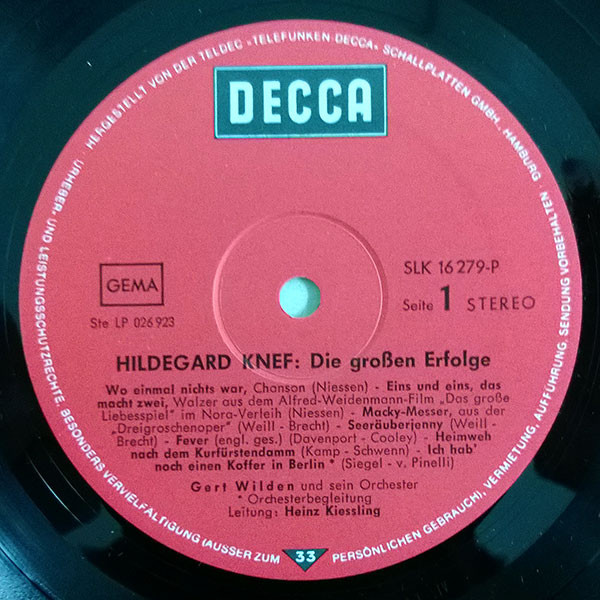 HERGESTELLT VON DER TELDEC »TELEFUNKEN-DECCA« SCHALLPLATTEN GMBH., HAMBURG
URHEBER- UND LEISTUNGSSCHUTZRECHTE, BESONDERS VERVIELFÄLTIGUNG (AUSSER ZUM PERSÖNLICHEN GEBRAUCH), VERMIETUNG, AUFFÜHRUNG, SENDUNG VORBEHALTEN
DECCA
GEMA
SLK 16 279-P
Seite 1 STEREO
Ste LP 026 923
HILDEGARD KNEF: Die großen Erfolge
Wo einmal nichts war, Chanson (Niessen) - Eins und eins, das
macht zwei, Walzer aus dem Alfred-Weidenmann-Film „Das große
Liebesspiel” im Nora-Verleih (Niessen) - Macky-Messer, aus der
„Dreigroschenoper” (Weill - Brecht) - Seeräuberjenny (Weill -
Brecht) - Fever (engl. ges.) (Davenport - Cooley) - Heimweh
nach dem Kurfürstendamm (Kamp - Schwenn) - Ich hab'
noch einen Koffer in Berlin * (Siegel - v. Pinelli)
Gert Wilden und sein Orchester
* Orchesterbegleitung
Leitung: Heinz Kiessling
33